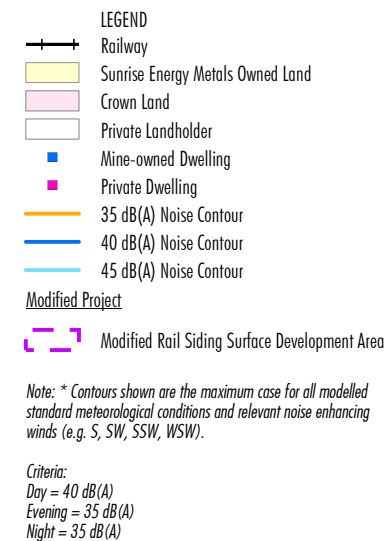 LEGEND
Railway
Sunrise Energy Metals Owned Land
Crown Land
Private Landholder
Mine-owned Dwelling
Private Dwelling
35 dB(A) Noise Contour
40 dB(A) Noise Contour
45 dB(A) Noise Contour
Modified Project
Modified Rail Siding Surface Development Area
Note: * Contours shown are the maximum case for all modelled
standard meteorological conditions and relevant noise enhancing
winds (e.g. S, SW, SSW, WSW).
Criteria:
Day = 40 dB(A)
Evening = 35 dB(A)
Night = 35 dB(A)